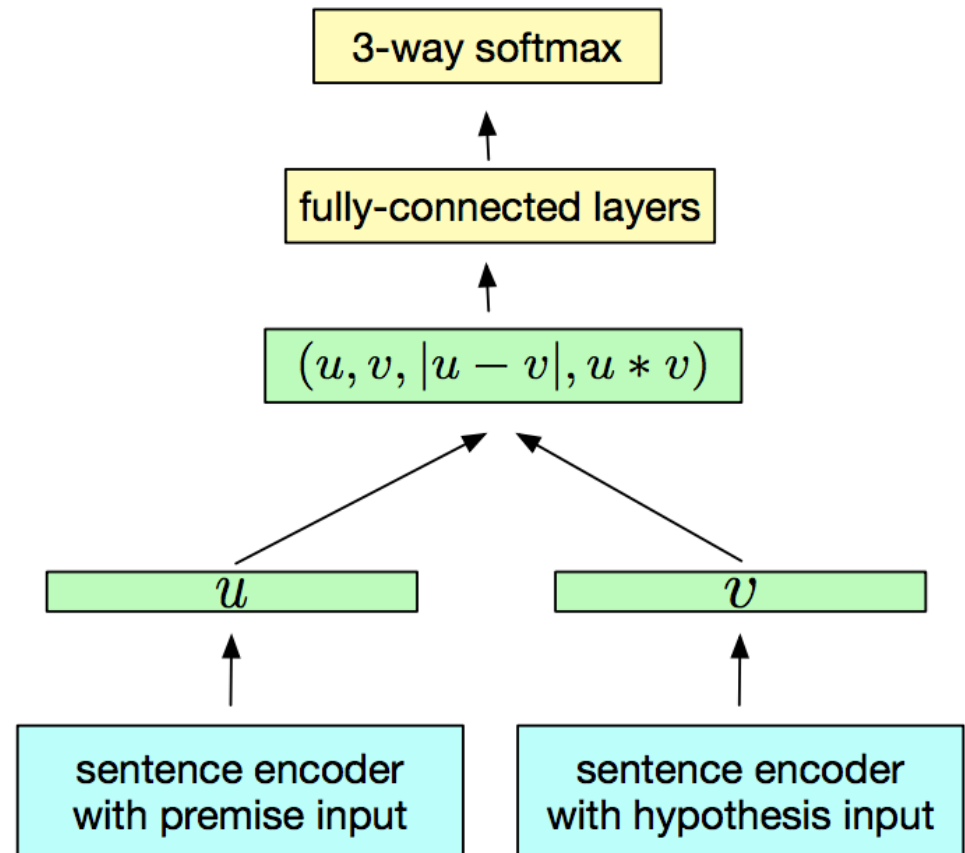 3-way softmax
fully-connected layers
(u, v, |u − v|, u ∗ v)
u
v
sentence encoder
with premise input
sentence encoder
with hypothesis input